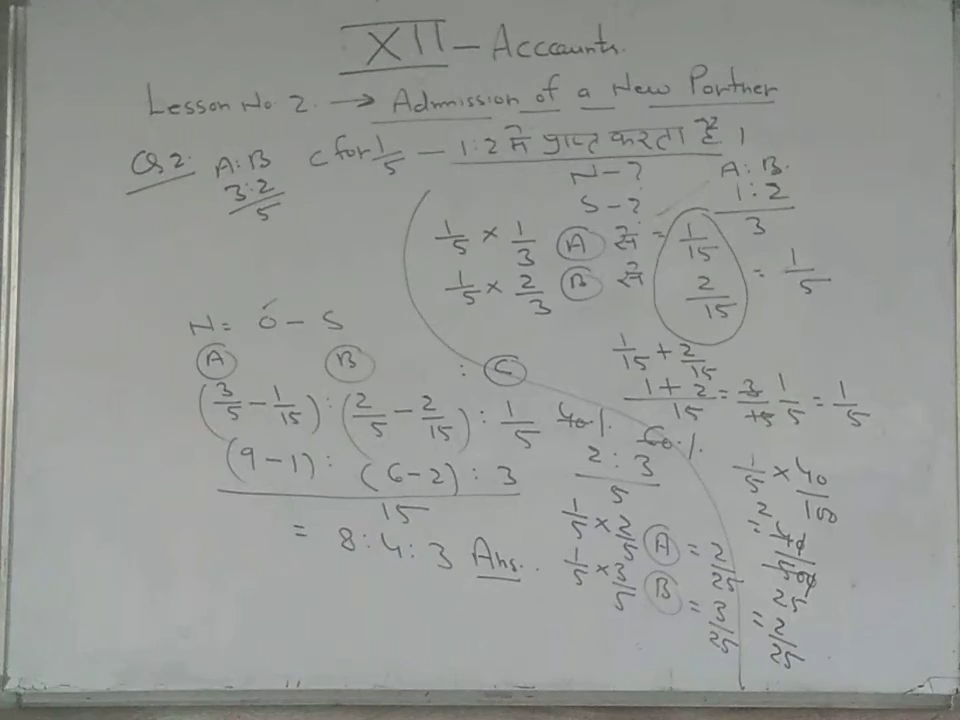 XII - Acccounts.
Lesson No. 2. → Admission of a New Partner
Q2. A:B C for 1/5 - 1:2 में प्राप्त करता है ।
3:2
5
N-?
S-?
A:B.
1:2
3
1/5 × 1/3 A से = 1/15
1/5 × 2/3 B से 2/15 = 1/5
N = O - S
A B : C
1/15 + 2/15
1+2/15 = 3/15 1/5 = 1/5
(3/5 - 1/15) : (2/5 - 2/15) : 1/5
(9-1) : (6-2) : 3
15
= 8:4:3 Ans.
40% 60%
2:3
5
1/5 × 2/5 A = 2/25
1/5 × 3/5 B = 3/25
1/5 × 40/100
= 2/25